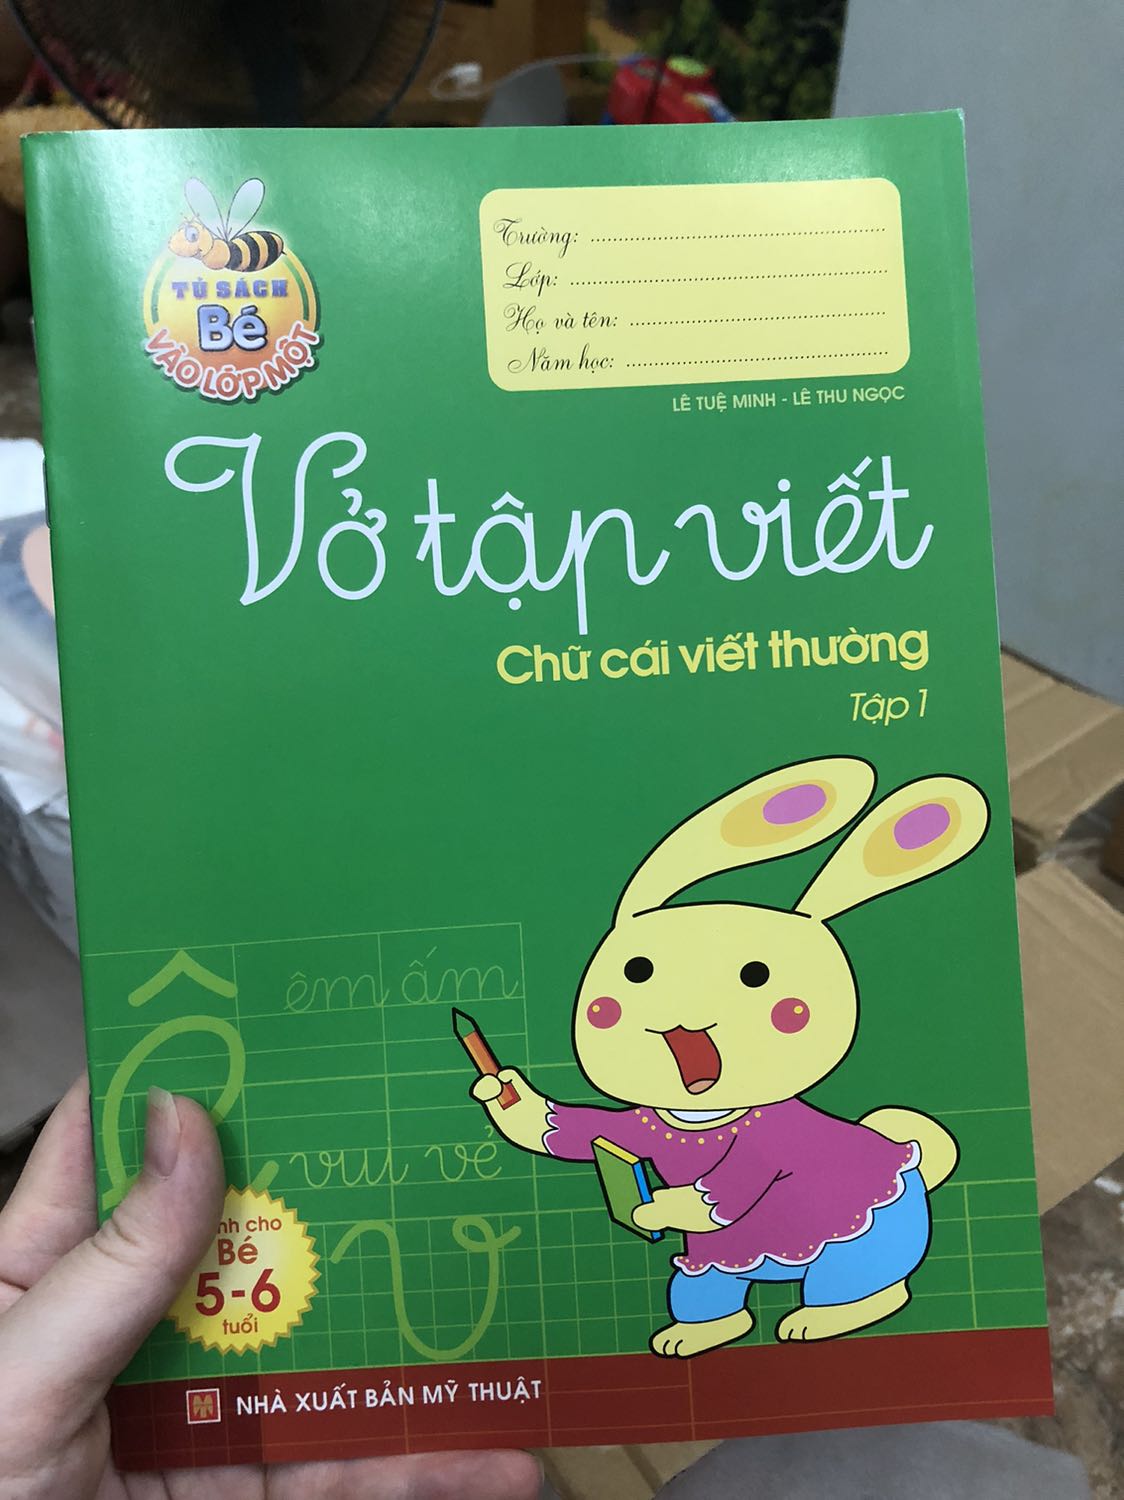 TỦ SÁCH
Bé
VÀO LỚP MỘT
Trường:
Lớp:
Họ và tên:
Năm học:
LÊ TUỆ MINH - LÊ THU NGỌC
Vở tập viết
Chữ cái viết thường
Tập 1
Ê
êm ấm
vui vẻ
v
cho
Bé
5-6
tuổi
NHÀ XUẤT BẢN MỸ THUẬT